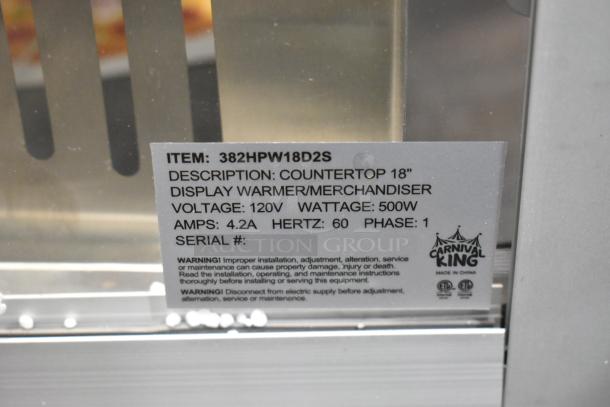 ITEM: 382HPW18D2S
DESCRIPTION: COUNTERTOP 18"
DISPLAY WARMER/MERCHANDISER
VOLTAGE: 120V WATTAGE: 500W
AMPS: 4.2A HERTZ: 60 PHASE: 1
SERIAL #:
AUCTION GROUP
WARNING! Improper installation, adjustment, alteration, service
or maintenance can cause property damage, injury or death.
Read the installation, operating, and maintenance instructions
thoroughly before installing or serving this equipment.
WARNING! Disconnect from electric supply before adjustment,
alternation, service or maintenance.
CARNIVAL
KING
MADE IN CHINA